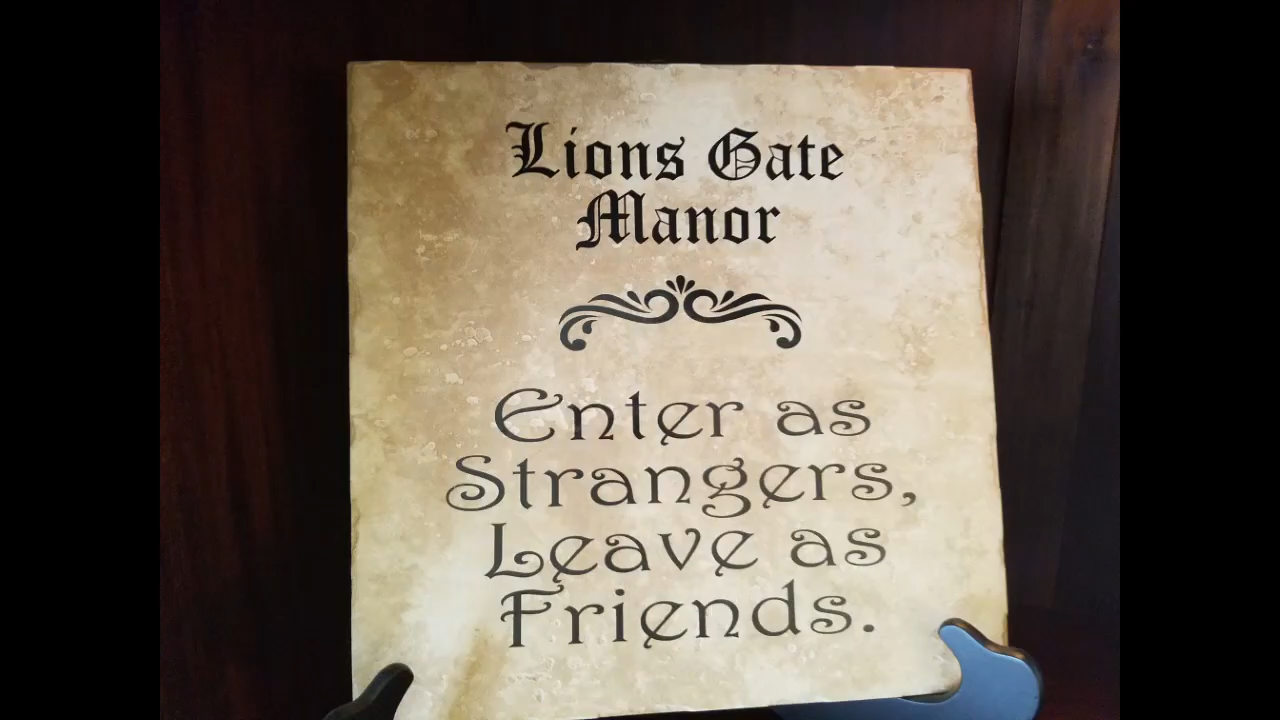 Lions Gate
Manor
Enter as
Strangers,
Leave as
Friends.